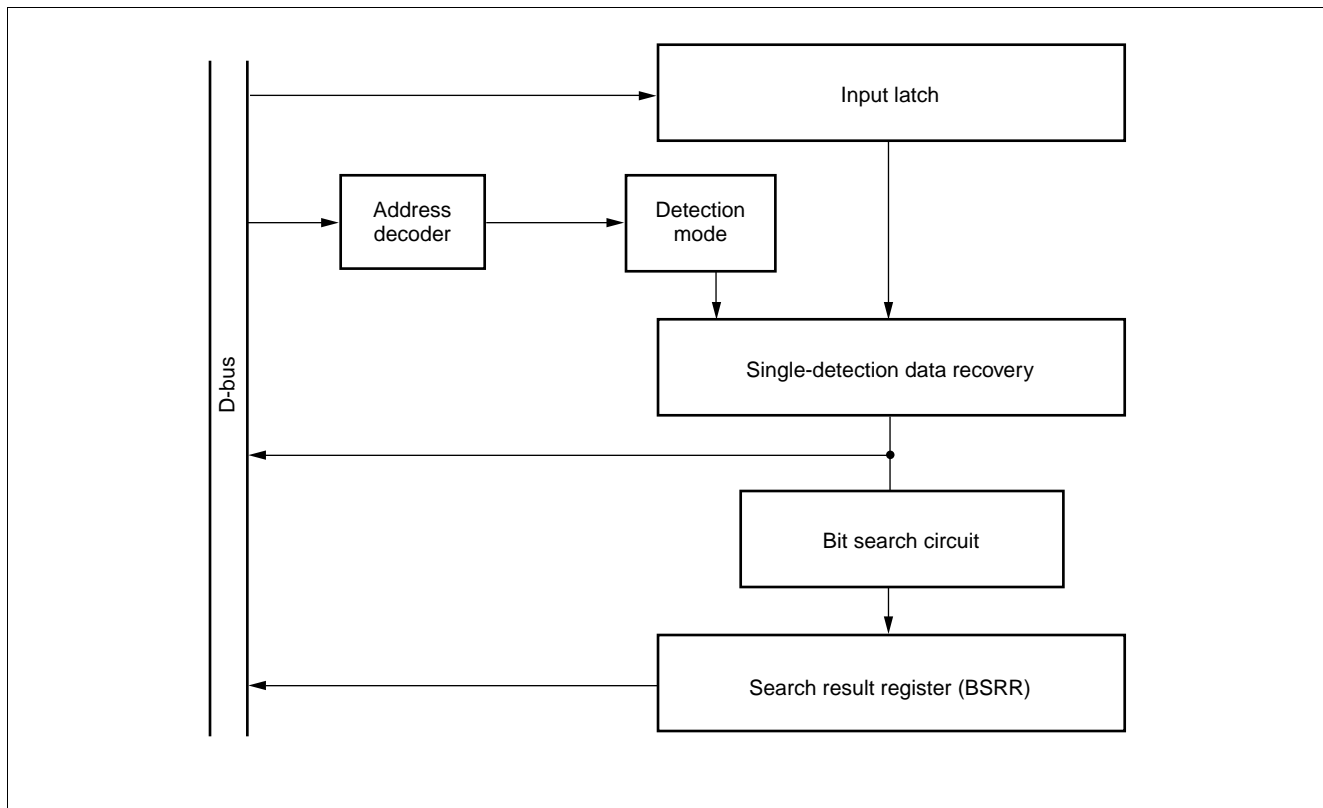 Input latch
Address
decoder
Detection
mode
Single-detection data recovery
D-bus
Bit search circuit
Search result register (BSRR)